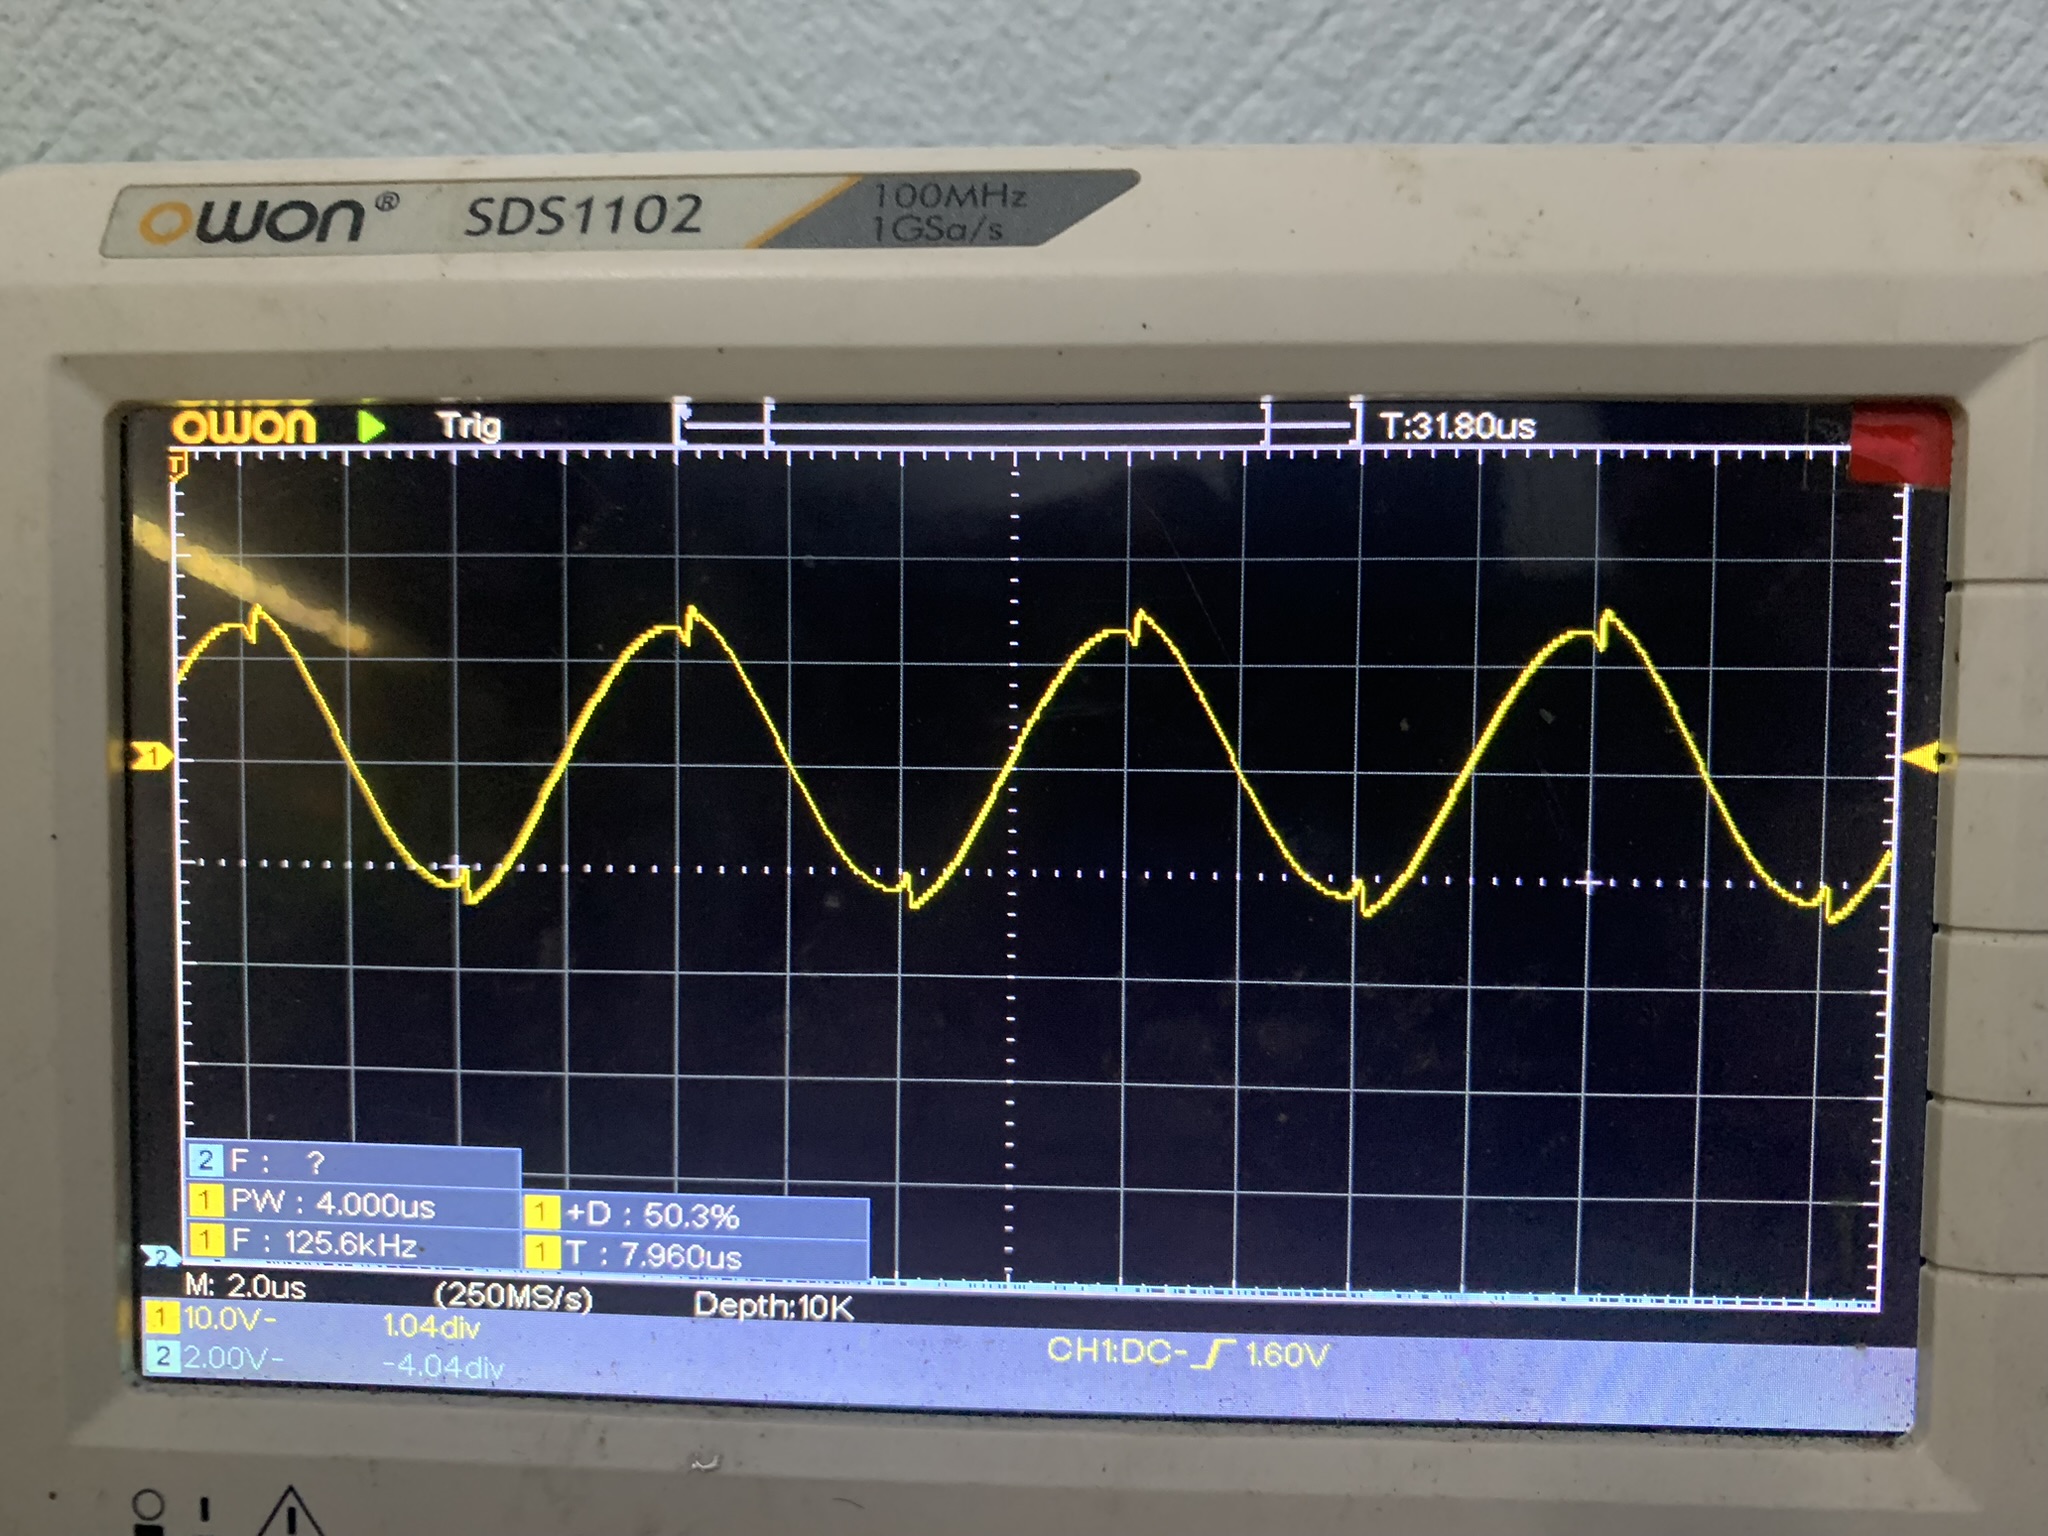 owon® SDS1102 100MHz
1GSa/s
owon Trig T:31.80us
T
1
2 F : ?
1 PW : 4.000us 1 +D : 50.3%
1 F : 125.6kHz 1 T : 7.960us
2
M: 2.0us (250MS/s) Depth:10K
1 10.0V- 1.04div CH1:DC- 1.60V
2 2.00V- -4.04div